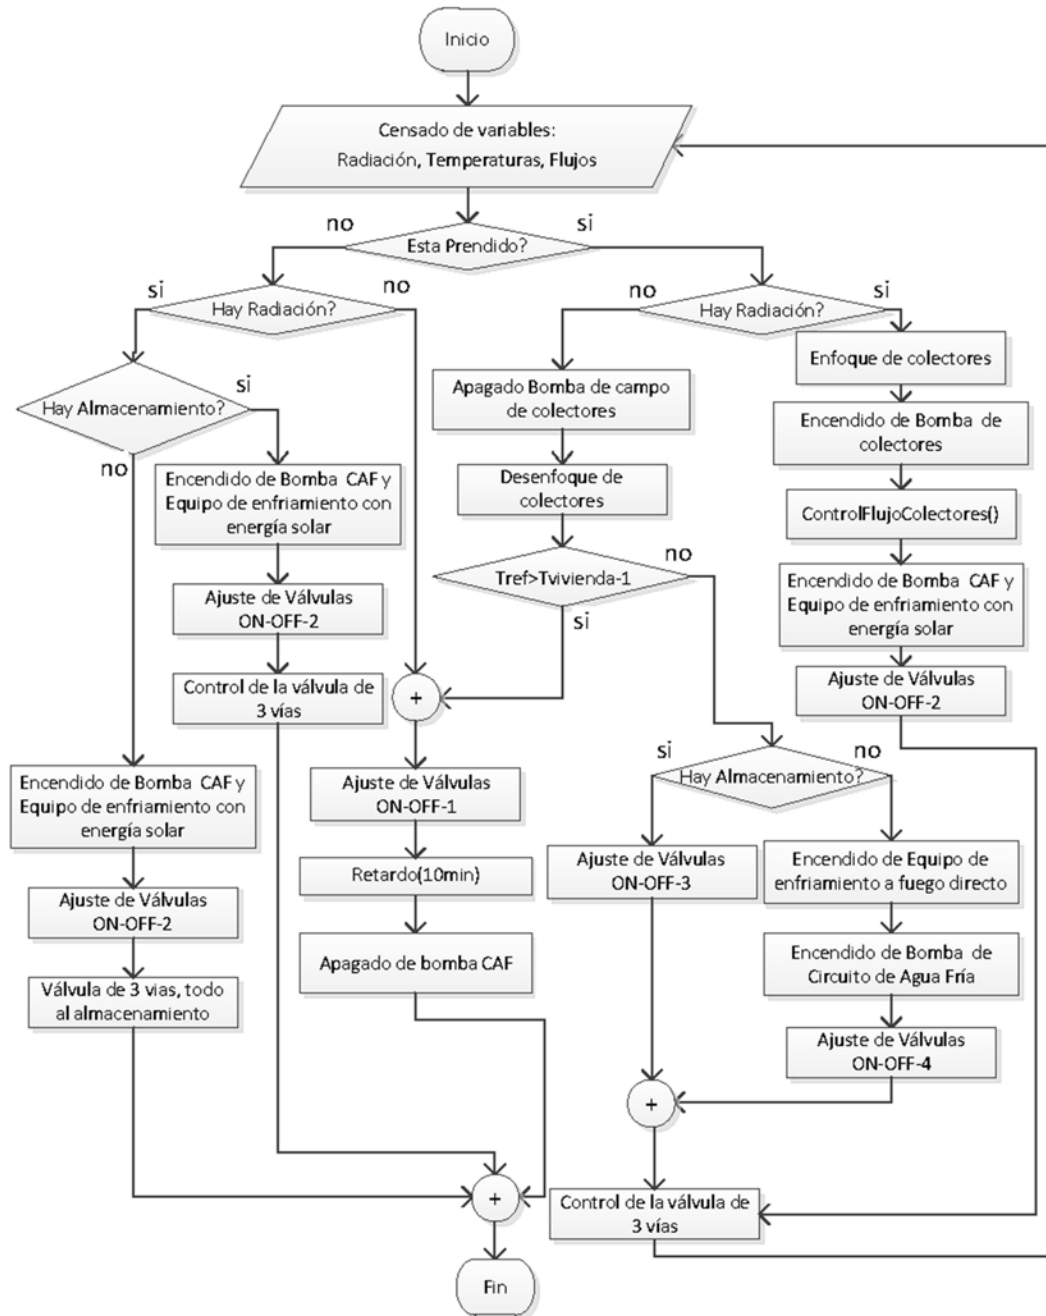 Inicio
Censado de variables:
Radiación, Temperaturas, Flujos
no
si
Esta Prendido?
si
no
Hay Radiación?
no
si
Hay Radiación?
Enfoque de colectores
Hay Almacenamiento?
si
no
Apagado Bomba de campo
de colectores
Encendido de Bomba de
colectores
Encendido de Bomba CAF y
Equipo de enfriamiento con
energía solar
Desenfoque de
colectores
ControlFlujoColectores()
Tref>Tvivienda-1
no
si
Encendido de Bomba CAF y
Equipo de enfriamiento con
energía solar
Ajuste de Válvulas
ON-OFF-2
Control de la válvula de
3 vías
+
Ajuste de Válvulas
ON-OFF-2
si
no
Hay Almacenamiento?
Encendido de Bomba CAF y
Equipo de enfriamiento con
energía solar
Ajuste de Válvulas
ON-OFF-1
Ajuste de Válvulas
ON-OFF-3
Encendido de Equipo de
enfriamiento a fuego directo
Retardo(10min)
Ajuste de Válvulas
ON-OFF-2
Apagado de bomba CAF
Encendido de Bomba de
Circuito de Agua Fría
Válvula de 3 vias, todo
al almacenamiento
Ajuste de Válvulas
ON-OFF-4
+
+
Control de la válvula de
3 vías
Fin